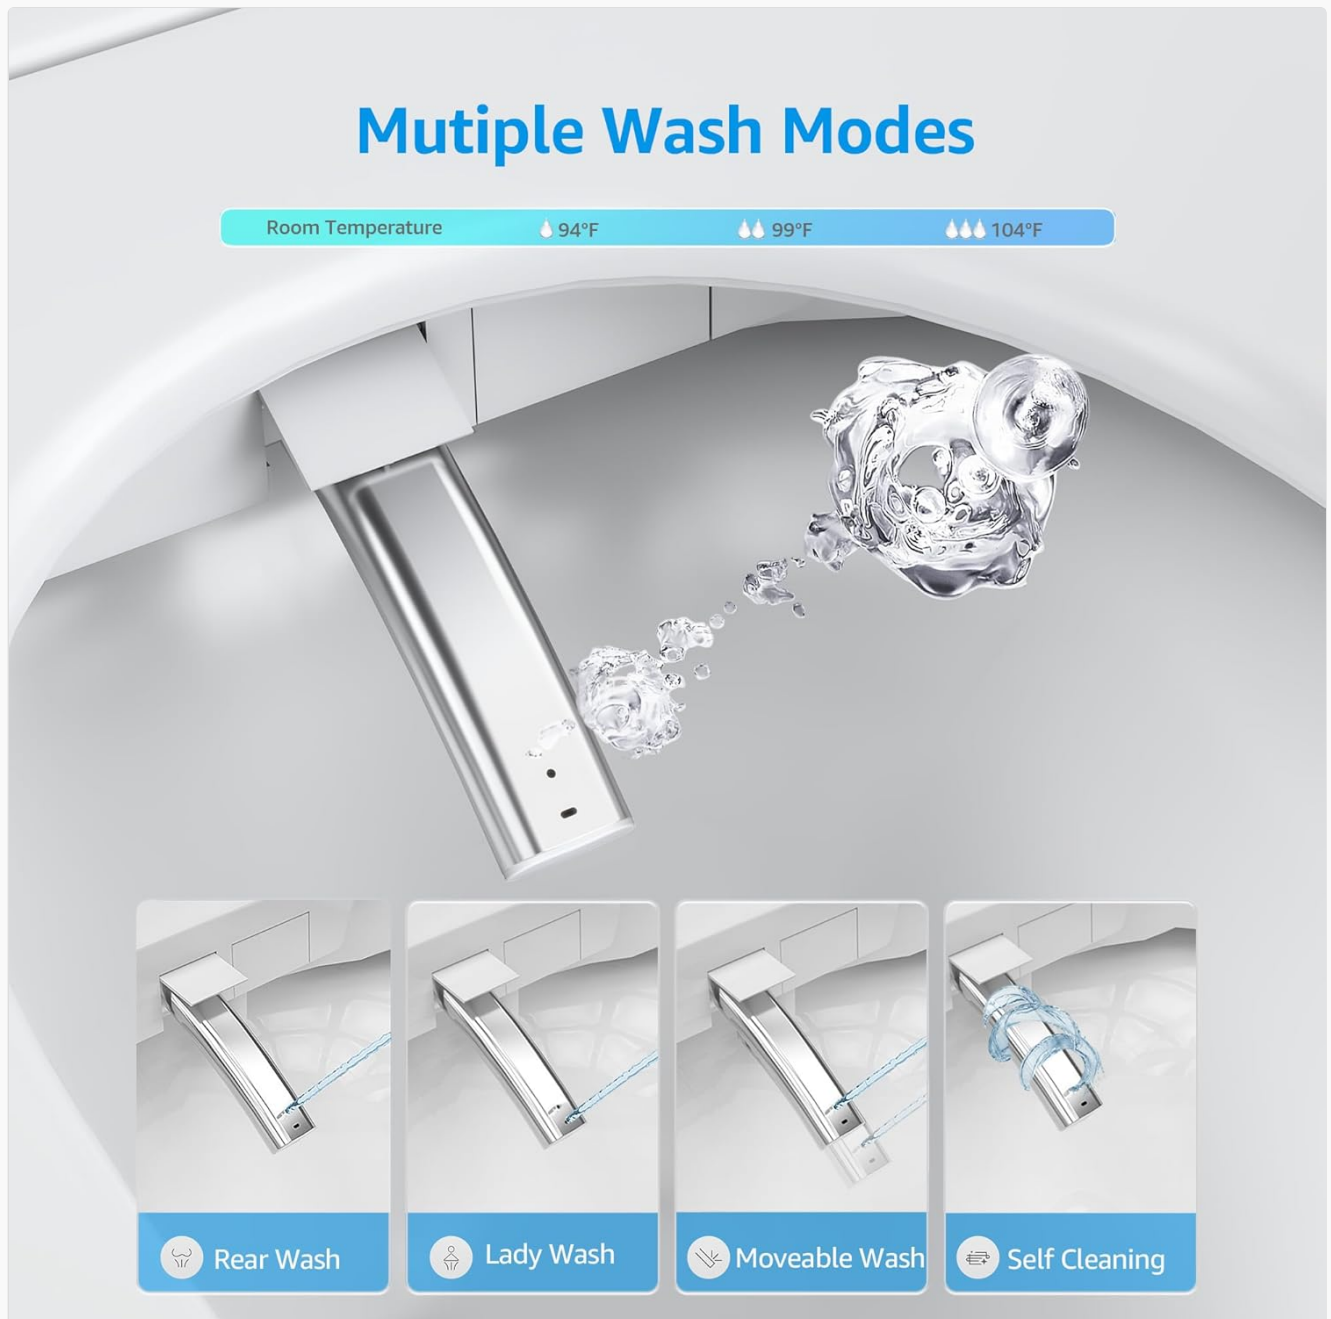 Mutiple Wash Modes
Room Temperature 94°F 99°F 104°F
Rear Wash
Lady Wash
Moveable Wash
Self Cleaning